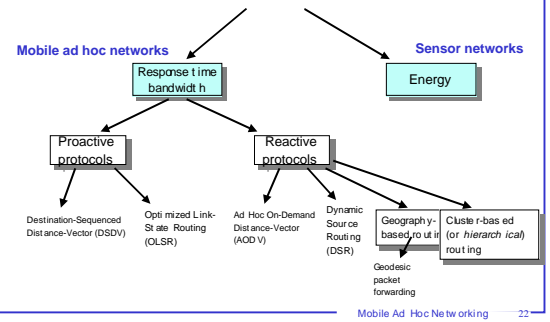 Mobile ad hoc networks
Sensor networks
Response time
bandwidth
Energy
Proactive
protocols
Reactive
protocols
Destination-Sequenced
Distance-Vector (DSDV)
Optimized Link-
State Routing
(OLSR)
Ad Hoc On-Demand
Distance-Vector
(AODV)
Dynamic
Source
Routing
(DSR)
Geography-
based routin
Cluster-based
(or hierarchical)
routing
Geodesic
packet
forwarding
Mobile Ad Hoc Networking 22